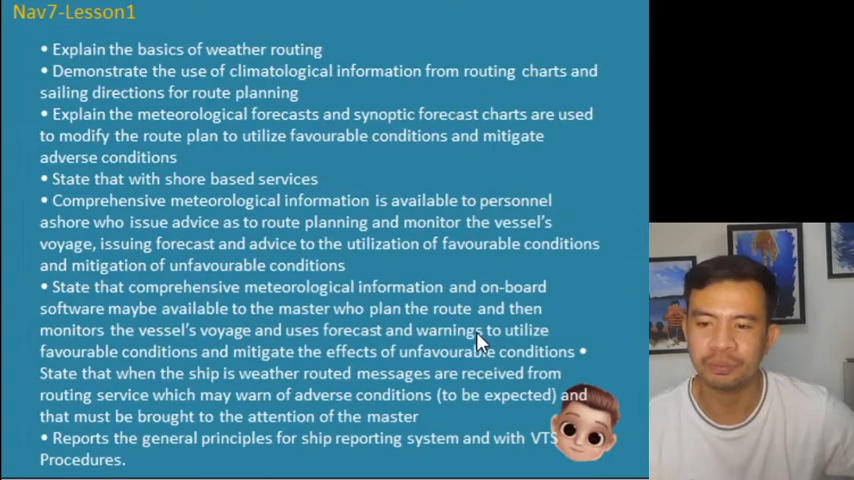 Nav7-Lesson1
• Explain the basics of weather routing
• Demonstrate the use of climatological information from routing charts and
sailing directions for route planning
• Explain the meteorological forecasts and synoptic forecast charts are used
to modify the route plan to utilize favourable conditions and mitigate
adverse conditions
• State that with shore based services
• Comprehensive meteorological information is available to personnel
ashore who issue advice as to route planning and monitor the vessel's
voyage, issuing forecast and advice to the utilization of favourable conditions
and mitigation of unfavourable conditions
• State that comprehensive meteorological information and on-board
software maybe available to the master who plan the route and then
monitors the vessel's voyage and uses forecast and warnings to utilize
favourable conditions and mitigate the effects of unfavourable conditions •
State that when the ship is weather routed messages are received from
routing service which may warn of adverse conditions (to be expected) and
that must be brought to the attention of the master
• Reports the general principles for ship reporting system and with VTS
Procedures.